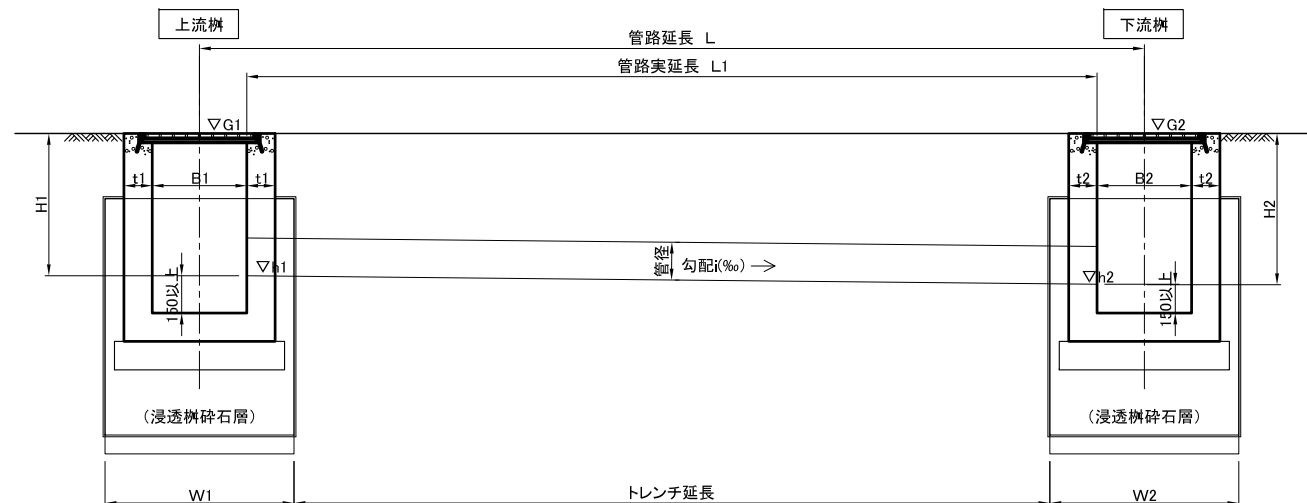 上流桝
下流桝
管路延長 L
管路実延長 L1
▽G1
▽G2
t1 B1 t1
t2 B2 t2
H1
H2
管径
▽h1
勾配i(‰) →
▽h2
150以上
150以上
(浸透桝砕石層)
(浸透桝砕石層)
W1
トレンチ延長
W2